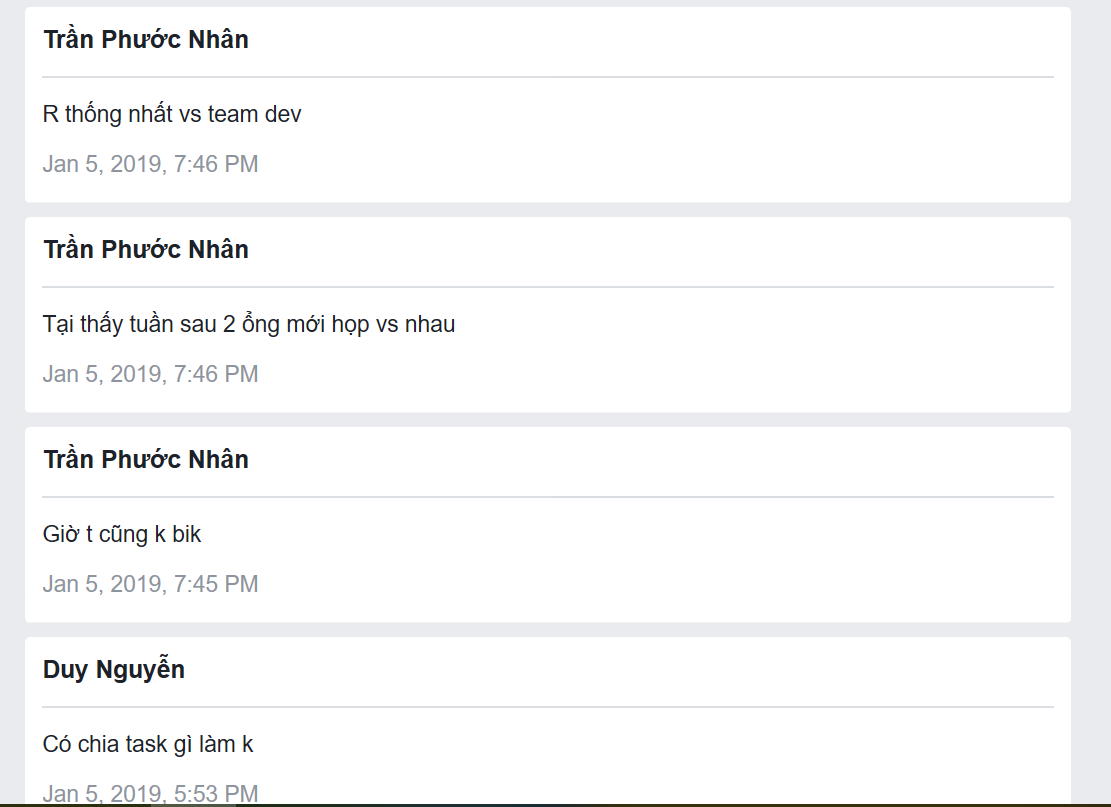 Trần Phước Nhân
R thống nhất vs team dev
Jan 5, 2019, 7:46 PM
Trần Phước Nhân
Tại thấy tuần sau 2 ổng mới họp vs nhau
Jan 5, 2019, 7:46 PM
Trần Phước Nhân
Giờ t cũng k bik
Jan 5, 2019, 7:45 PM
Duy Nguyễn
Có chia task gì làm k
Jan 5, 2019, 5:53 PM